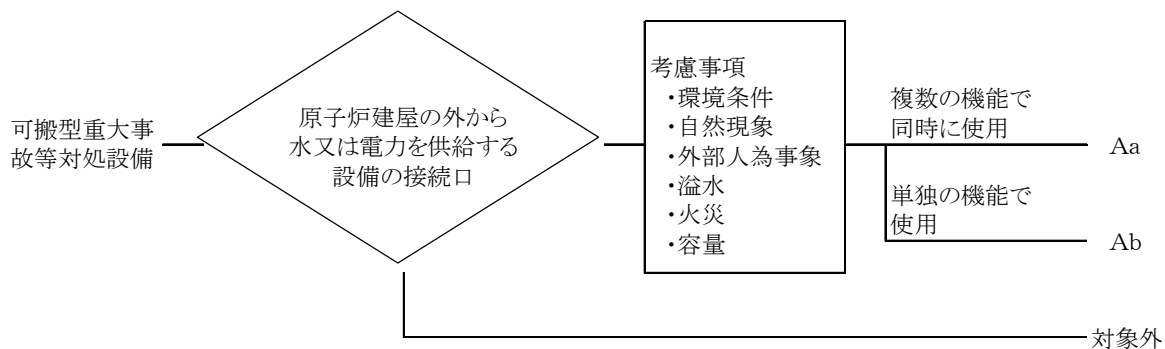 可搬型重大事
故等対処設備
原子炉建屋の外から
水又は電力を供給する
設備の接続口
考慮事項
・環境条件
・自然現象
・外部人為事象
・溢水
・火災
・容量
複数の機能で
同時に使用
Aa
単独の機能で
使用
Ab
対象外